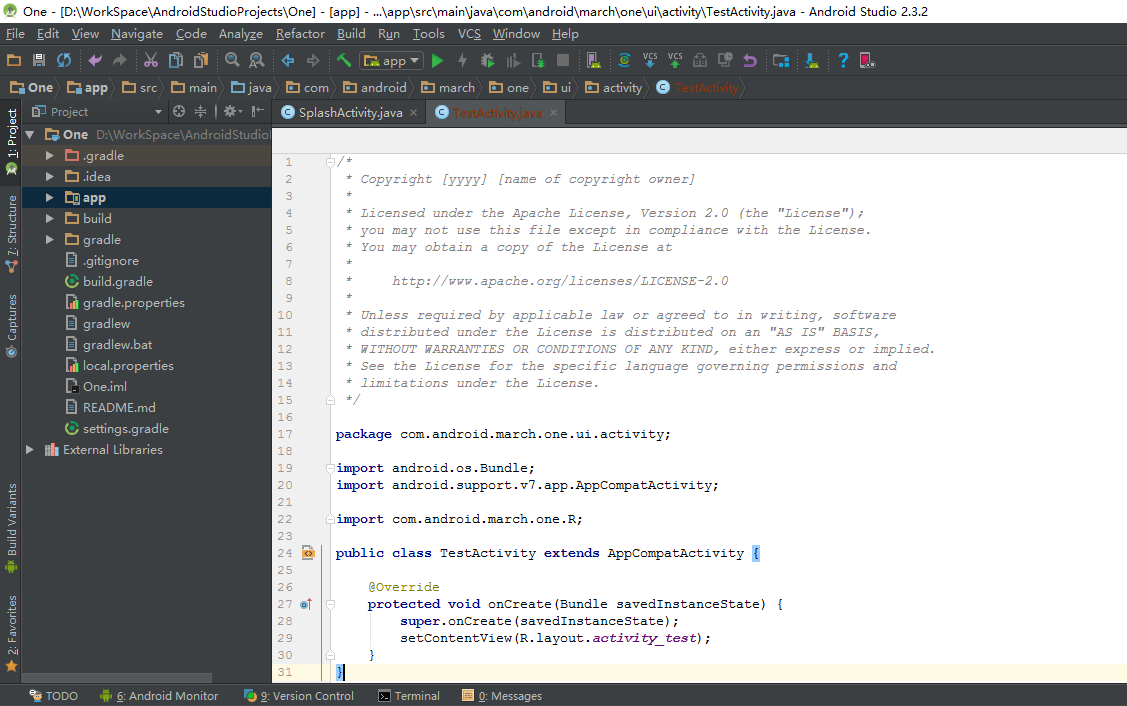 One - [D:\WorkSpace\AndroidStudioProjects\One] - [app] - ...\app\src\main\java\com\android\march\one\ui\activity\TestActivity.java - Android Studio 2.3.2
File Edit View Navigate Code Analyze Refactor Build Run Tools VCS Window Help
app VCS VCS ?
One app src main java com android march one ui activity TestActivity
1: Project
7: Structure
Captures
Build Variants
2: Favorites
Project
One D:\WorkSpace\AndroidStudio
.gradle
.idea
app
build
gradle
.gitignore
build.gradle
gradle.properties
gradlew
gradlew.bat
local.properties
One.iml
README.md
settings.gradle
External Libraries
SplashActivity.java × TestActivity.java ×
1 /*
2 * Copyright [yyyy] [name of copyright owner]
3 *
4 * Licensed under the Apache License, Version 2.0 (the "License");
5 * you may not use this file except in compliance with the License.
6 * You may obtain a copy of the License at
7 *
8 * http://www.apache.org/licenses/LICENSE-2.0
9 *
10 * Unless required by applicable law or agreed to in writing, software
11 * distributed under the License is distributed on an "AS IS" BASIS,
12 * WITHOUT WARRANTIES OR CONDITIONS OF ANY KIND, either express or implied.
13 * See the License for the specific language governing permissions and
14 * limitations under the License.
15 */
16
17 package com.android.march.one.ui.activity;
18
19 import android.os.Bundle;
20 import android.support.v7.app.AppCompatActivity;
21
22 import com.android.march.one.R;
23
24 public class TestActivity extends AppCompatActivity {
25
26 @Override
27 protected void onCreate(Bundle savedInstanceState) {
28 super.onCreate(savedInstanceState);
29 setContentView(R.layout.activity_test);
30 }
31 }
TODO 6: Android Monitor 9: Version Control Terminal 0: Messages